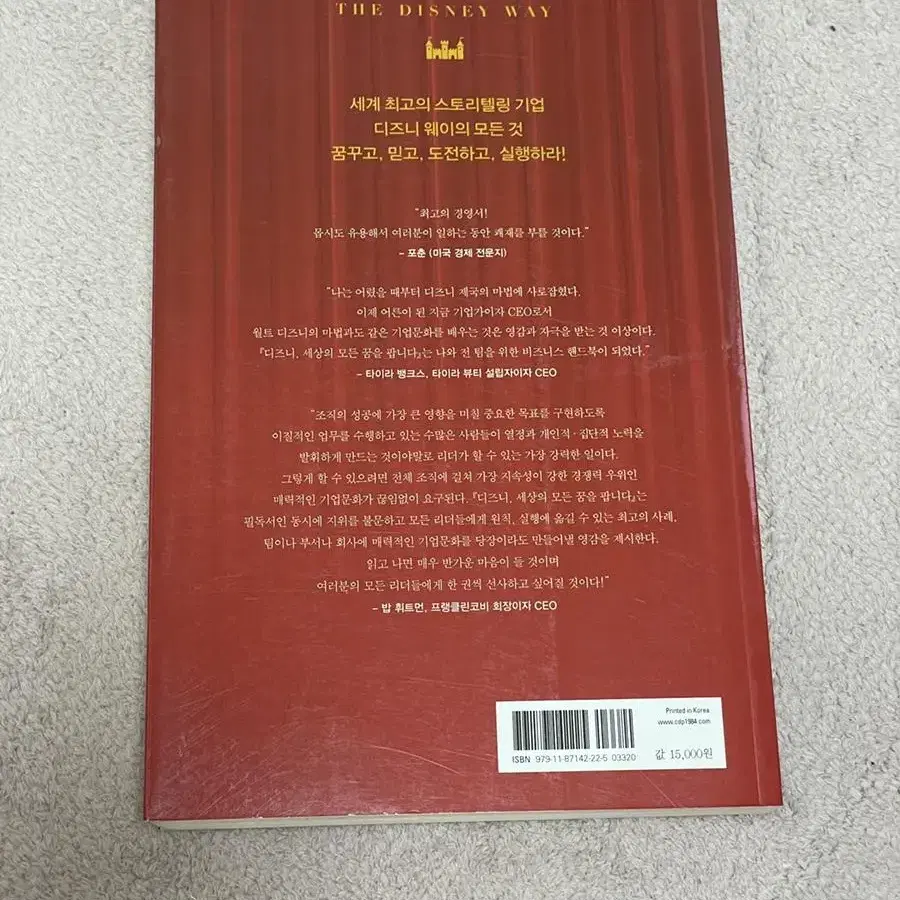 THE DISNEY WAY
세계 최고의 스토리텔링 기업
디즈니 웨이의 모든 것
꿈꾸고, 믿고, 도전하고, 실행하라!
“최고의 경영서!
몹시도 유용해서 여러분이 일하는 동안 쾌재를 부를 것이다.”
– 포춘 (미국 경제 전문지)
“나는 어렸을 때부터 디즈니 제국의 마법에 사로잡혔다.
이제 어른이 된 지금 기업가이자 CEO로서
월트 디즈니의 마법과도 같은 기업문화를 배우는 것은 영감과 자극을 받는 것 이상이다.
『디즈니, 세상의 모든 꿈을 팝니다』는 나와 전 팀을 위한 비즈니스 핸드북이 되었다.”
– 타이라 뱅크스, 타이라 뷰티 설립자이자 CEO
“조직의 성공에 가장 큰 영향을 미칠 중요한 목표를 구현하도록
이질적인 업무를 수행하고 있는 수많은 사람들이 열정과 개인적·집단적 노력을
발휘하게 만드는 것이야말로 리더가 할 수 있는 가장 강력한 일이다.
그렇게 할 수 있으려면 전체 조직에 걸쳐 가장 지속성이 강한 경쟁력 우위인
매력적인 기업문화가 끊임없이 요구된다. 『디즈니, 세상의 모든 꿈을 팝니다』는
필독서인 동시에 지위를 불문하고 모든 리더들에게 원칙, 실행에 옮길 수 있는 최고의 사례,
팀이나 부서나 회사에 매력적인 기업문화를 당장이라도 만들어낼 영감을 제시한다.
읽고 나면 매우 반가운 마음이 들 것이며
여러분의 모든 리더들에게 한 권씩 선사하고 싶어질 것이다!”
– 밥 휘트먼, 프랭클린코비 회장이자 CEO
Printed in Korea
www.cdp1984.com
ISBN 979-11-87142-22-5 03320
값 15,000원